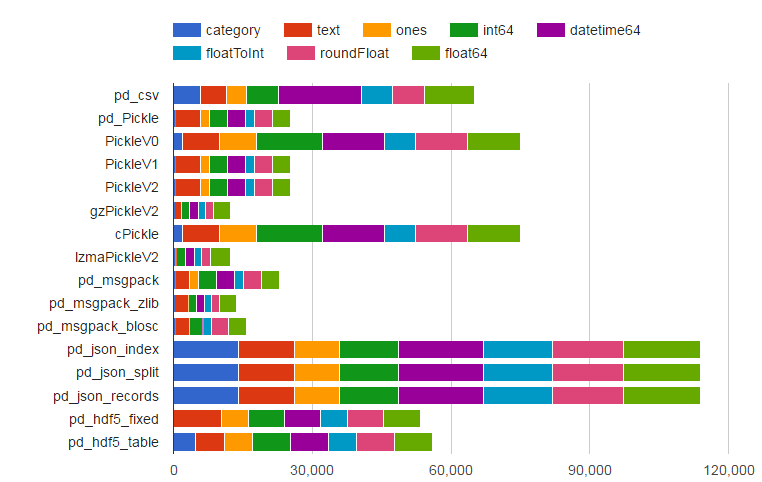 category text ones int64 datetime64
floatToInt roundFloat float64
pd_csv
pd_Pickle
PickleV0
PickleV1
PickleV2
gzPickleV2
cPickle
lzmaPickleV2
pd_msgpack
pd_msgpack_zlib
pd_msgpack_blosc
pd_json_index
pd_json_split
pd_json_records
pd_hdf5_fixed
pd_hdf5_table
0 30,000 60,000 90,000 120,000